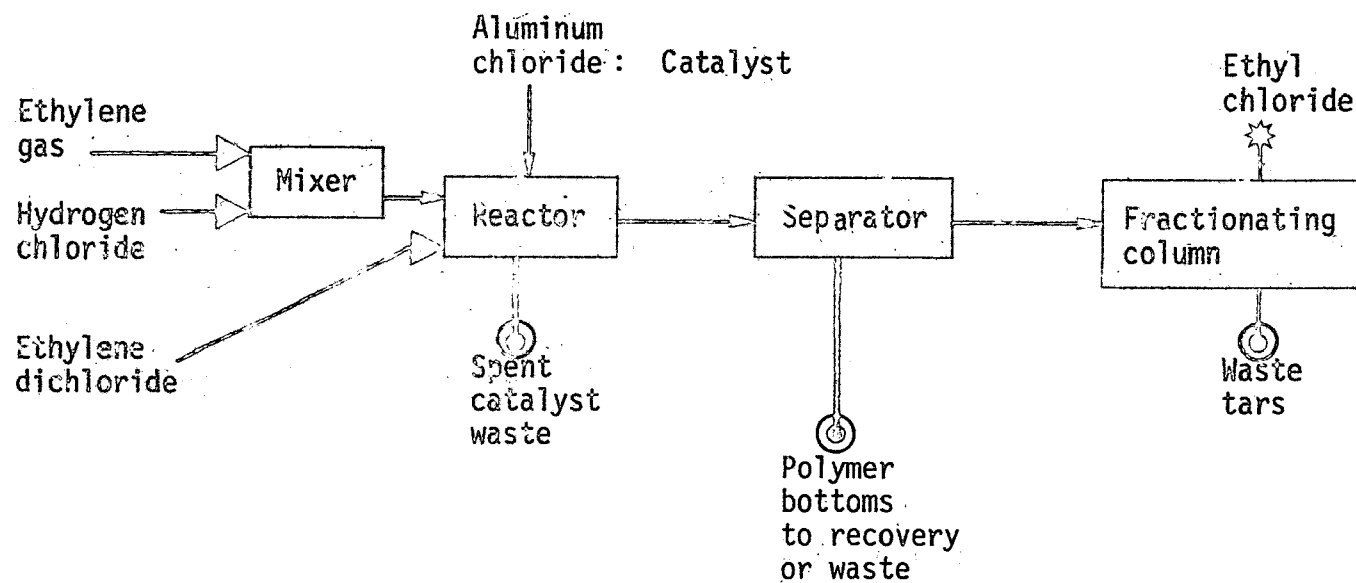 Aluminum
chloride: Catalyst
Ethyl
chloride
Ethylene
gas
Mixer
Hydrogen
chloride
Reactor
Separator
Fractionating
column
Ethylene
dichloride
Spent
catalyst
waste
Waste
tars
Polymer
bottoms
to recovery
or waste